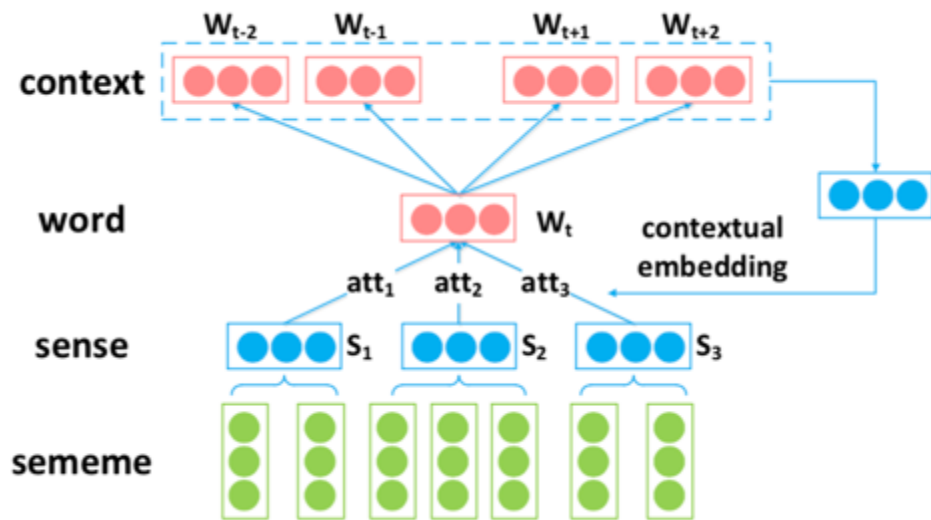 W_{t-2} W_{t-1} W_{t+1} W_{t+2}
context
word
W_t
contextual
embedding
att_1 att_2 att_3
sense
S_1 S_2 S_3
sememe